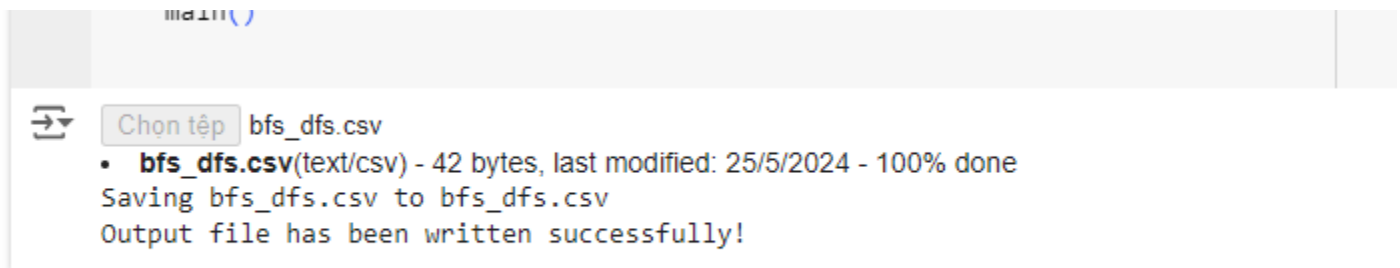 main()
Chọn tệp bfs_dfs.csv
• bfs_dfs.csv(text/csv) - 42 bytes, last modified: 25/5/2024 - 100% done
Saving bfs_dfs.csv to bfs_dfs.csv
Output file has been written successfully!